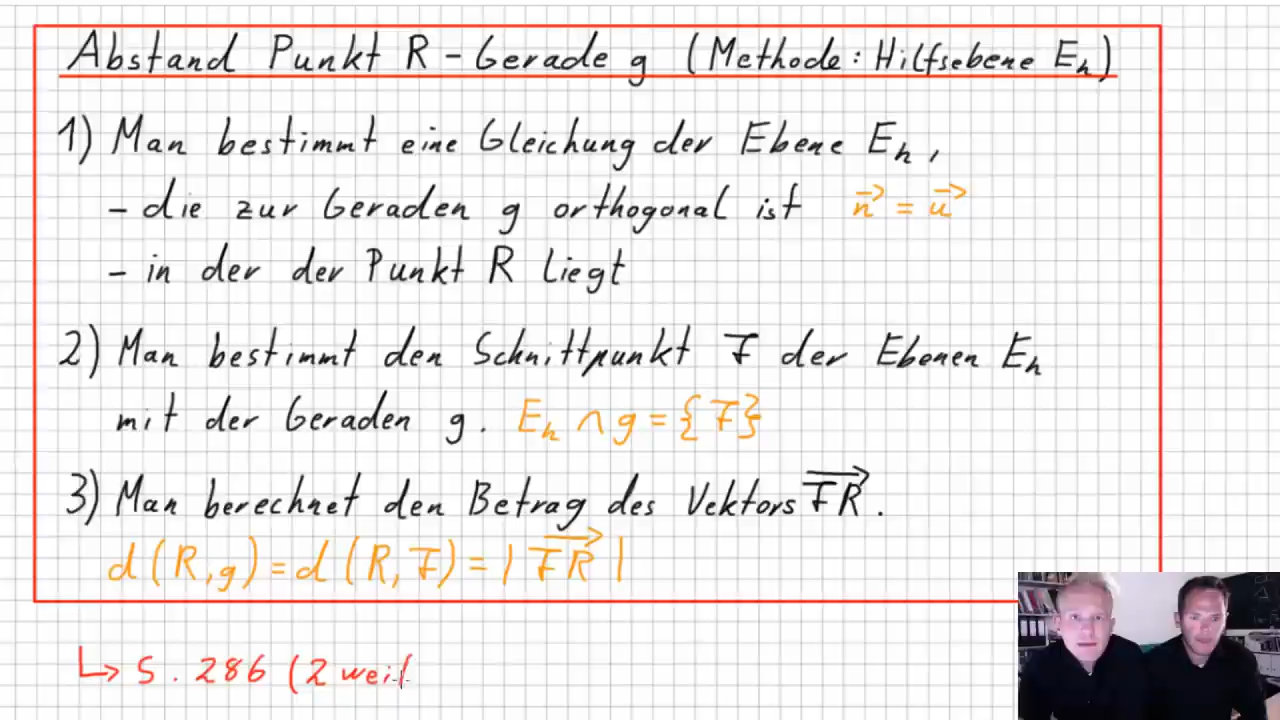 Abstand Punkt R - Gerade g (Methode: Hilfsebene Eₕ)
1) Man bestimmt eine Gleichung der Ebene Eₕ,
- die zur Geraden g orthogonal ist n⃗ = u⃗
- in der der Punkt R liegt
2) Man bestimmt den Schnittpunkt F der Ebenen Eₕ
mit der Geraden g. Eₕ ∩ g = {F}
3) Man berechnet den Betrag des Vektors F⃗R⃗.
d(R,g) = d(R,F) = |F⃗R⃗|
↳ S. 286 (2 wei